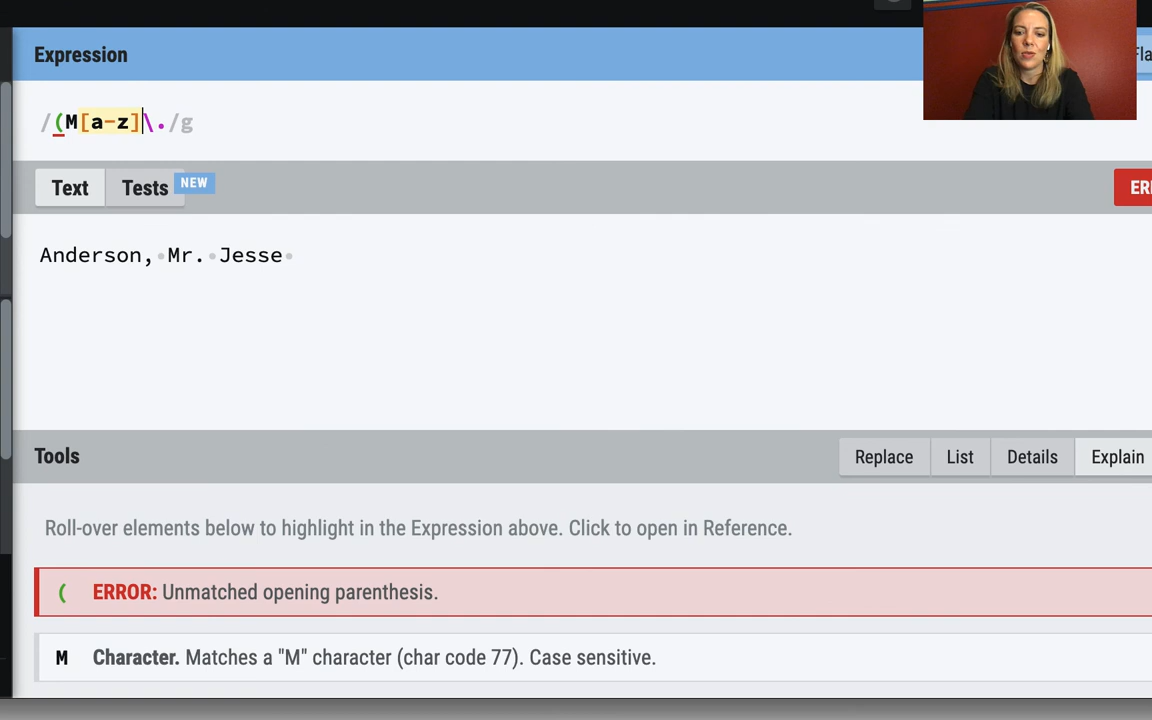 Expression
Fla
/(M[a-z]\./g
Text Tests NEW
ER
Anderson, Mr. Jesse
Tools
Replace List Details Explain
Roll-over elements below to highlight in the Expression above. Click to open in Reference.
( ERROR: Unmatched opening parenthesis.
M Character. Matches a "M" character (char code 77). Case sensitive.